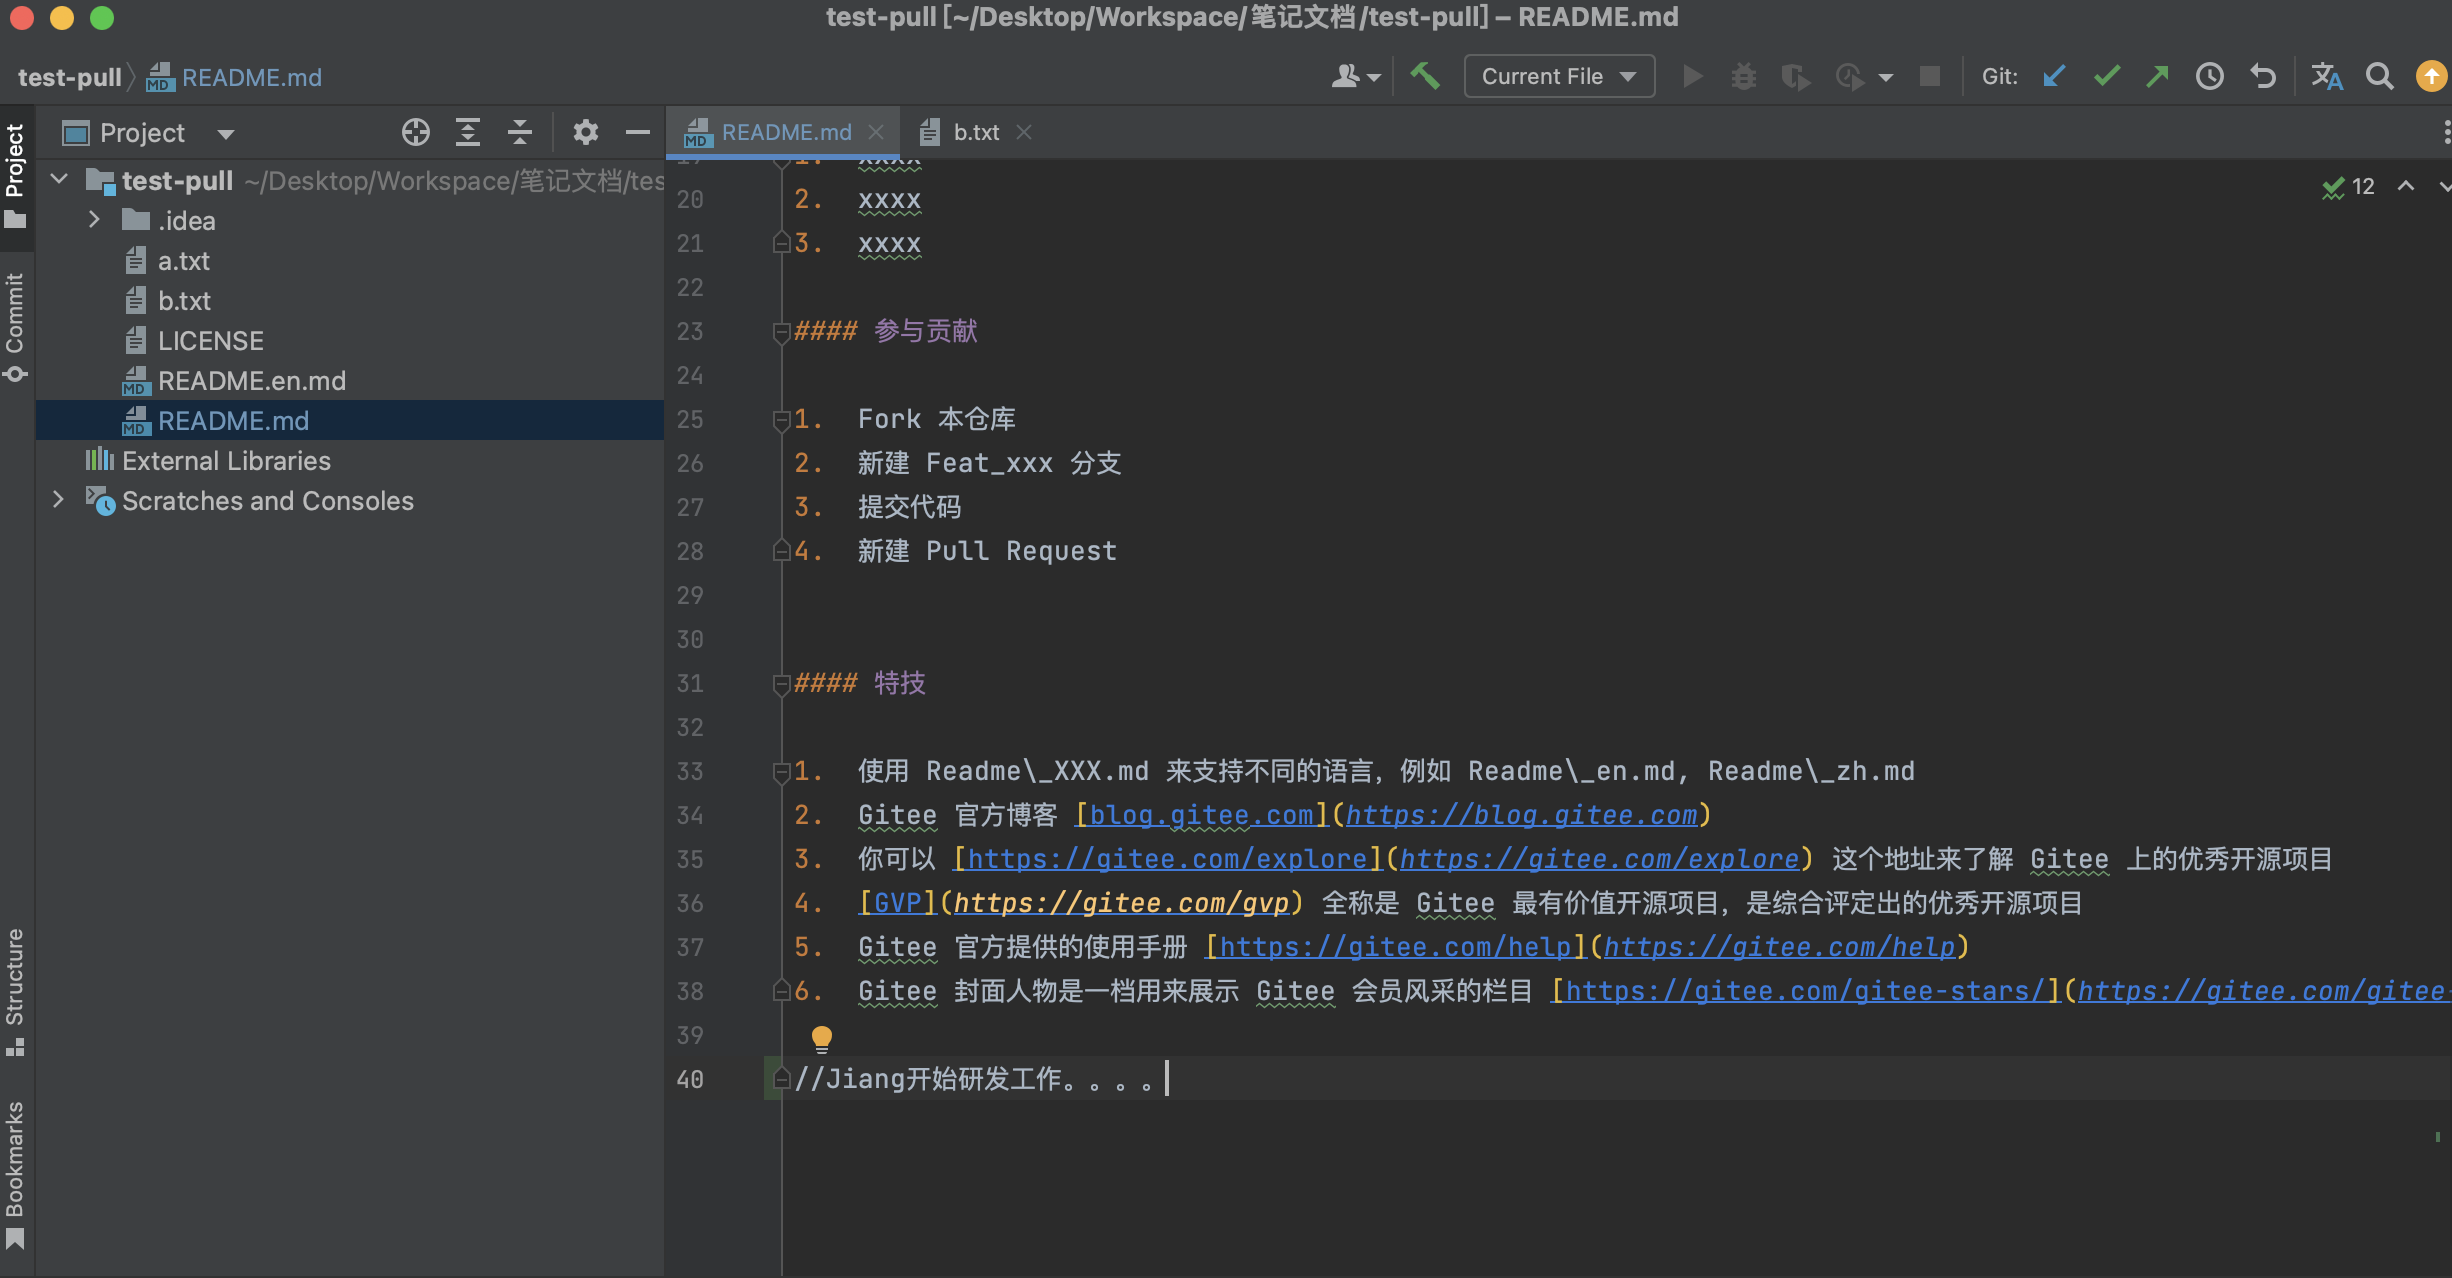 test-pull [~/Desktop/Workspace/笔记文档/test-pull] – README.md
test-pull README.md
Current File
Git:
Project
Commit
Structure
Bookmarks
Project
test-pull ~/Desktop/Workspace/笔记文档/tes
.idea
a.txt
b.txt
LICENSE
README.en.md
README.md
External Libraries
Scratches and Consoles
README.md b.txt
12
19 1. xxxx
20 2. xxxx
21 3. xxxx
22
23 #### 参与贡献
24
25 1. Fork 本仓库
26 2. 新建 Feat_xxx 分支
27 3. 提交代码
28 4. 新建 Pull Request
29
30
31 #### 特技
32
33 1. 使用 Readme\_XXX.md 来支持不同的语言，例如 Readme\_en.md, Readme\_zh.md
34 2. Gitee 官方博客 [blog.gitee.com](https://blog.gitee.com)
35 3. 你可以 [https://gitee.com/explore](https://gitee.com/explore) 这个地址来了解 Gitee 上的优秀开源项目
36 4. [GVP](https://gitee.com/gvp) 全称是 Gitee 最有价值开源项目，是综合评定出的优秀开源项目
37 5. Gitee 官方提供的使用手册 [https://gitee.com/help](https://gitee.com/help)
38 6. Gitee 封面人物是一档用来展示 Gitee 会员风采的栏目 [https://gitee.com/gitee-stars/](https://gitee.com/gitee-
39
40 //Jiang开始研发工作。。。。